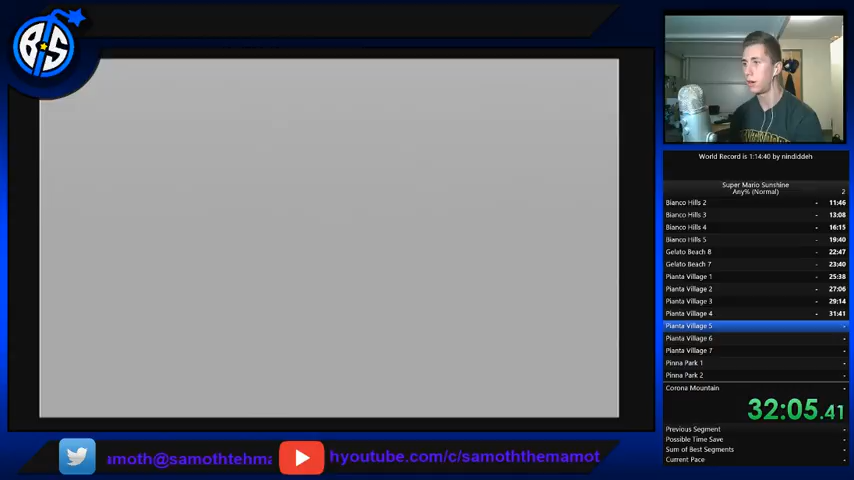 BS
World Record is 1:14:40 by nindiddeh
Super Mario Sunshine
Any% (Normal) 2
Bianco Hills 2 - 11:46
Bianco Hills 3 - 13:08
Bianco Hills 4 - 16:15
Bianco Hills 5 - 19:40
Gelato Beach 8 - 22:47
Gelato Beach 7 - 23:40
Pianta Village 1 - 25:38
Pianta Village 2 - 27:06
Pianta Village 3 - 29:14
Pianta Village 4 - 31:41
Pianta Village 5 -
Pianta Village 6 -
Pianta Village 7 -
Pinna Park 1 -
Pinna Park 2 -
Corona Mountain -
32:05.41
Previous Segment -
Possible Time Save -
Sum of Best Segments -
Current Pace -
amoth@samothtehma
hyoutube.com/c/samoththemamot